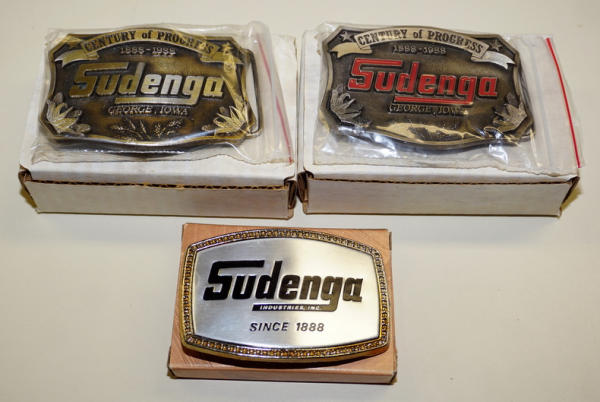 CENTURY of PROGRESS
1888-1988
Sudenga
GEORGE, IOWA
CENTURY of PROGRESS
1888-1988
Sudenga
GEORGE, IOWA
Sudenga
INDUSTRIES, INC.
SINCE 1888